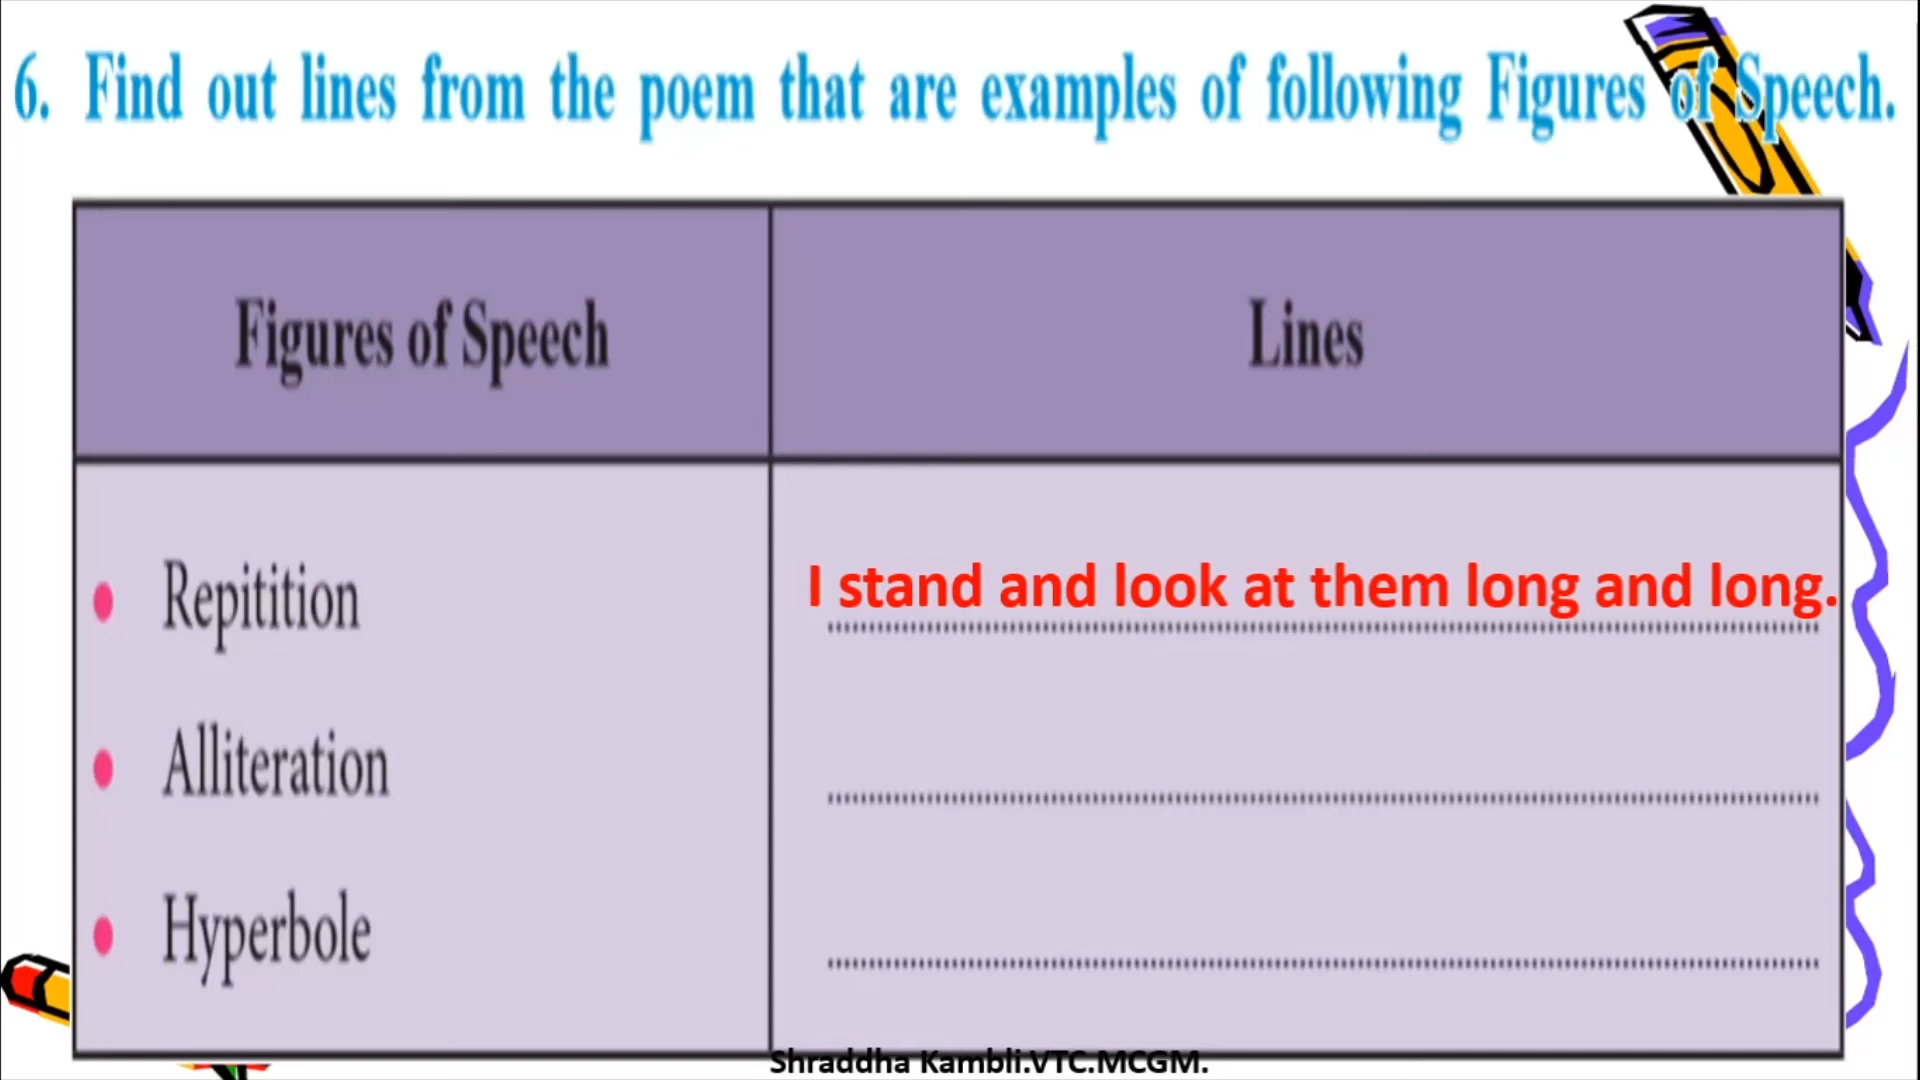 6. Find out lines from the poem that are examples of following Figures of Speech.
Figures of Speech
Lines
Repitition
I stand and look at them long and long.
Alliteration
Hyperbole
Shraddha Kambli.VTC.MCGM.